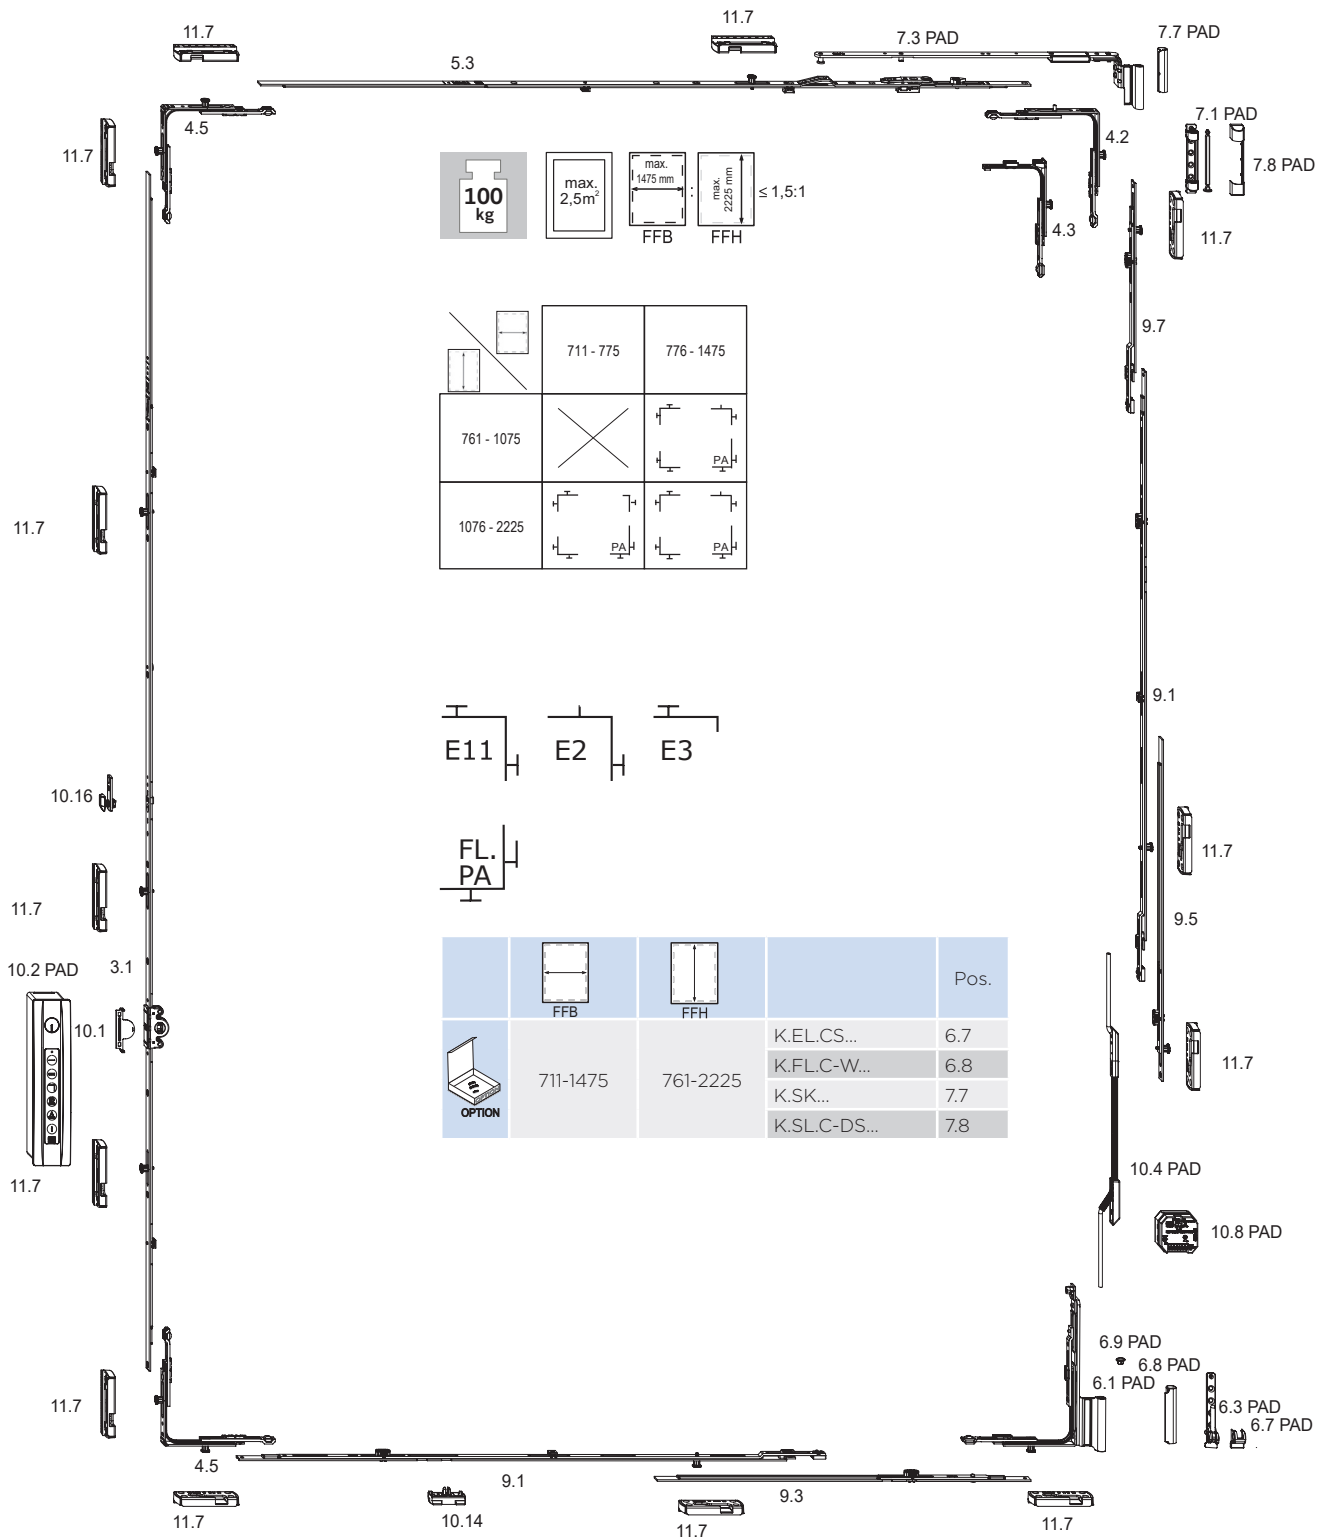 11.7
11.7
7.3 PAD
7.7 PAD
5.3
4.5
4.2
7.1 PAD
11.7
7.8 PAD
100
kg
max.
2,5m²
max.
1475 mm
FFB
:
max.
2225 mm
FFH
≤ 1,5:1
4.3
11.7
9.7
711 - 775
776 - 1475
761 - 1075
PA
1076 - 2225
PA
PA
11.7
9.1
E11
E2
E3
10.16
FL.
PA
11.7
11.7
9.5
10.2 PAD
3.1
10.1
FFB
FFH
Pos.
OPTION
711-1475
761-2225
K.EL.CS...
6.7
K.FL.C-W...
6.8
K.SK...
7.7
K.SL.C-DS...
7.8
11.7
11.7
10.4 PAD
10.8 PAD
6.9 PAD
6.8 PAD
6.1 PAD
6.3 PAD
6.7 PAD
11.7
4.5
9.1
9.3
11.7
10.14
11.7
11.7